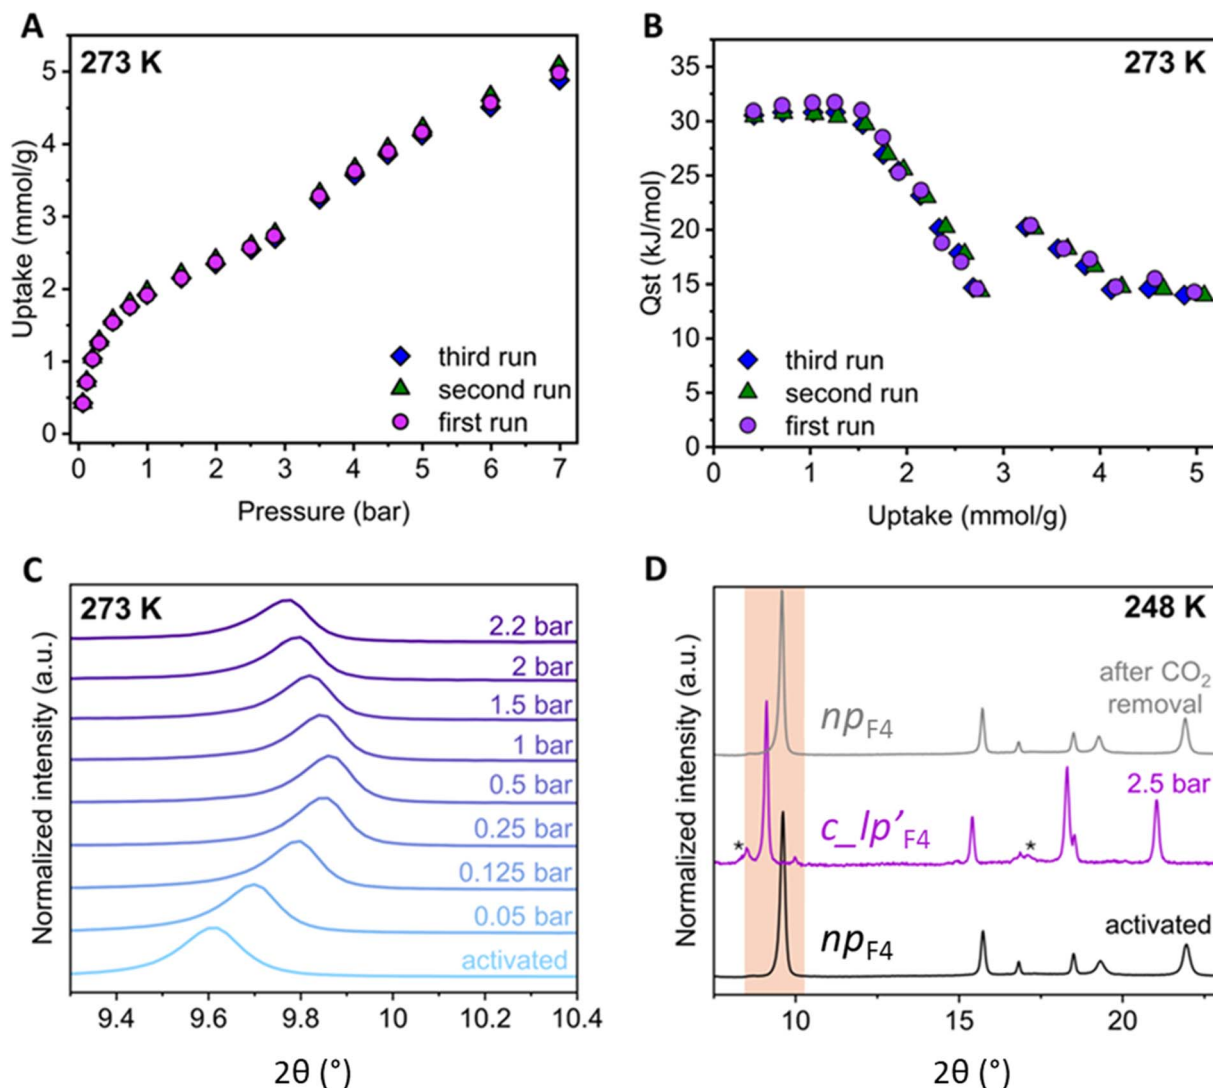 A
273 K
Uptake (mmol/g)
5
4
3
2
1
0
third run
second run
first run
0 1 2 3 4 5 6 7
Pressure (bar)
B
273 K
Qst (kJ/mol)
35
30
25
20
15
10
5
0
third run
second run
first run
0 1 2 3 4 5
Uptake (mmol/g)
C
273 K
Normalized intensity (a.u.)
2.2 bar
2 bar
1.5 bar
1 bar
0.5 bar
0.25 bar
0.125 bar
0.05 bar
activated
9.4 9.6 9.8 10 10.2 10.4
2θ (°)
D
248 K
Normalized intensity (a.u.)
after CO₂
removal
np F4
2.5 bar
c_lp' F4
* *
activated
np F4
10 15 20
2θ (°)